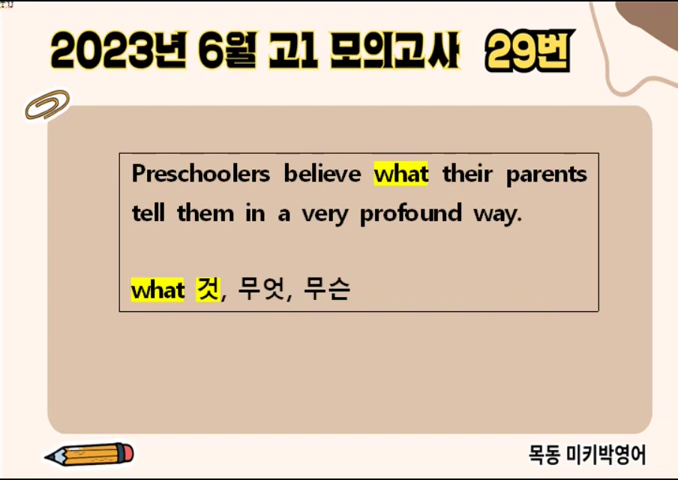 2023년 6월 고1 모의고사 29번
Preschoolers believe what their parents
tell them in a very profound way.
what 것, 무엇, 무슨
목동 미키박영어